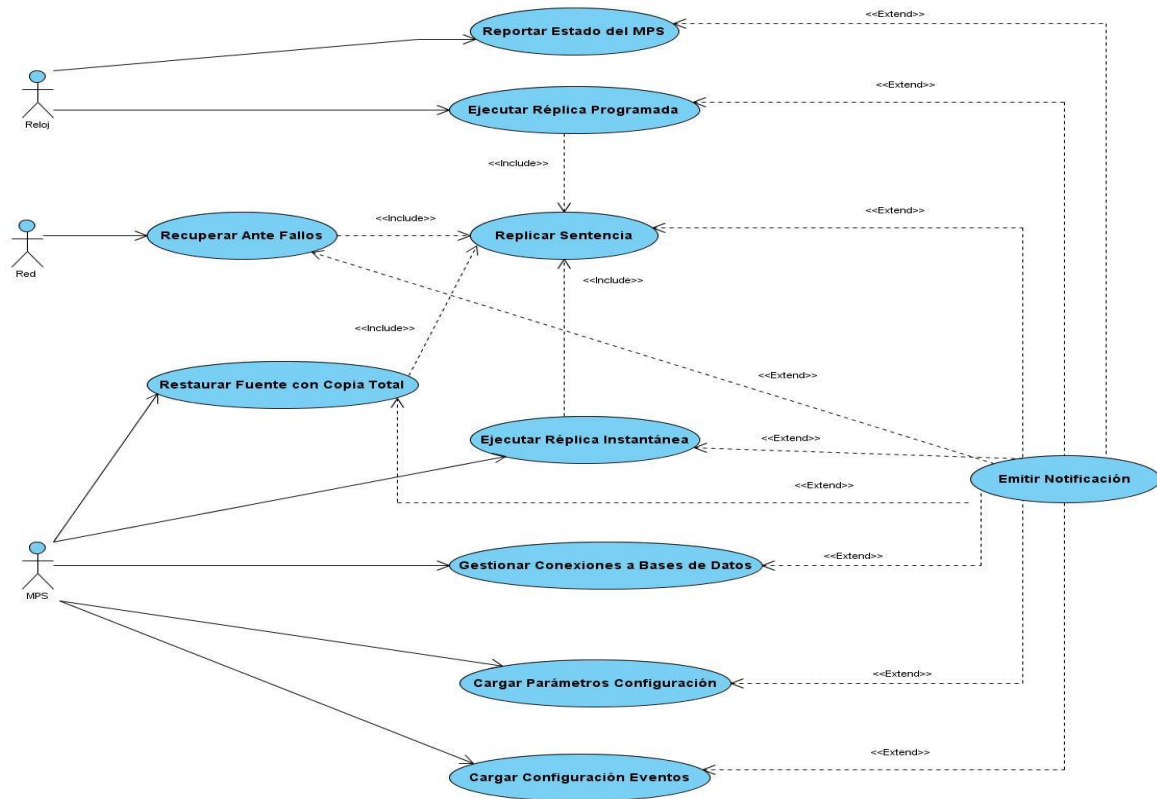 <<Extend>>
Reportar Estado del MPS
<<Extend>>
Ejecutar Réplica Programada
Reloj
<<Include>>
<<Extend>>
<<Include>>
Recuperar Ante Fallos
Replicar Sentencia
Red
<<Include>>
<<Include>>
<<Extend>>
Restaurar Fuente con Copia Total
Ejecutar Réplica Instantánea
<<Extend>>
Emitir Notificación
<<Extend>>
<<Extend>>
Gestionar Conexiones a Bases de Datos
MPS
<<Extend>>
Cargar Parámetros Configuración
<<Extend>>
Cargar Configuración Eventos